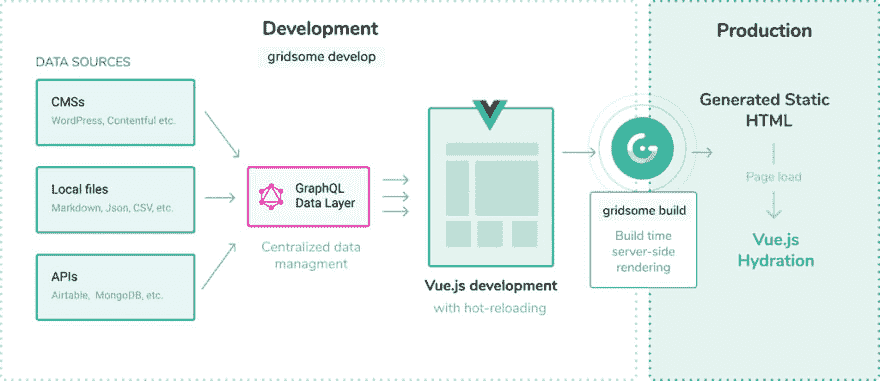 Development
gridsome develop
DATA SOURCES
CMSs
WordPress, Contentful etc.
Local files
Markdown, Json, CSV, etc.
APIs
Airtable, MongoDB, etc.
GraphQL
Data Layer
Centralized data
managment
Vue.js development
with hot-reloading
gridsome build
Build time
server-side
rendering
Production
Generated Static
HTML
Page load
Vue.js
Hydration